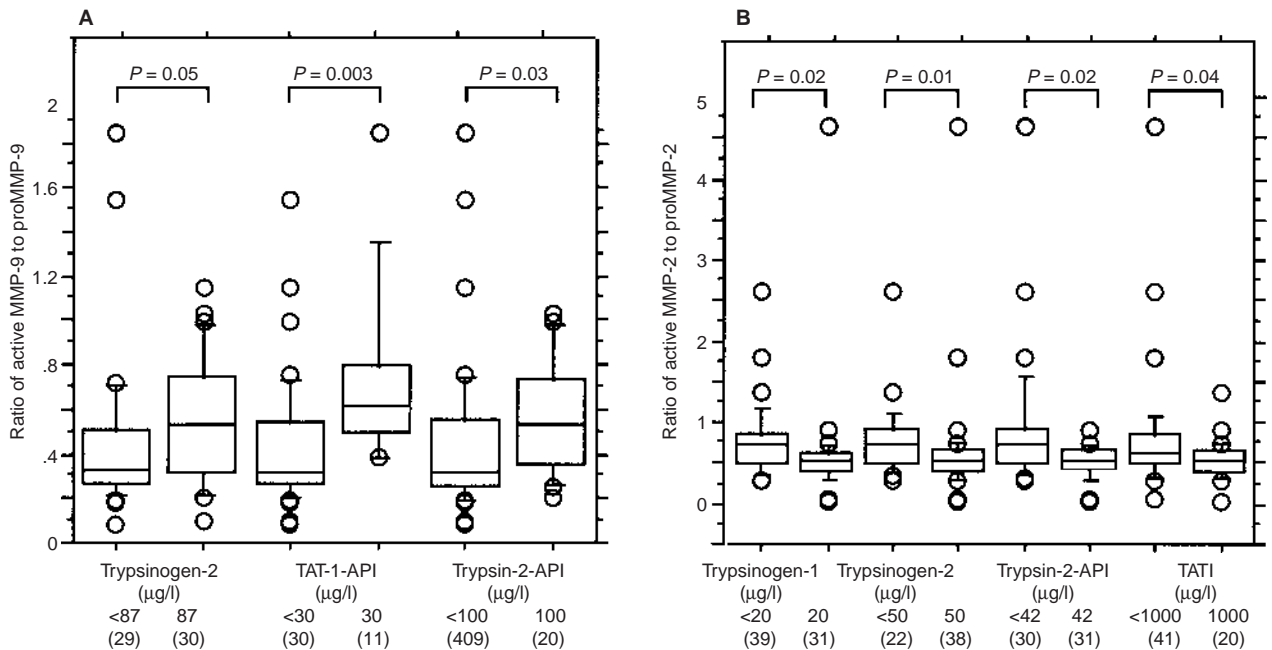 A
Ratio of active MMP-9 to proMMP-9
2
1.6
1.2
.8
.4
0
P = 0.05
P = 0.003
P = 0.03
Trypsinogen-2
(µg/l)
<87 87
(29) (30)
TAT-1-API
(µg/l)
<30 30
(30) (11)
Trypsin-2-API
(µg/l)
<100 100
(409) (20)
B
Ratio of active MMP-2 to proMMP-2
5
4
3
2
1
0
P = 0.02
P = 0.01
P = 0.02
P = 0.04
Trypsinogen-1
(µg/l)
<20 20
(39) (31)
Trypsinogen-2
(µg/l)
<50 50
(22) (38)
Trypsin-2-API
(µg/l)
<42 42
(30) (31)
TATI
(µg/l)
<1000 1000
(41) (20)